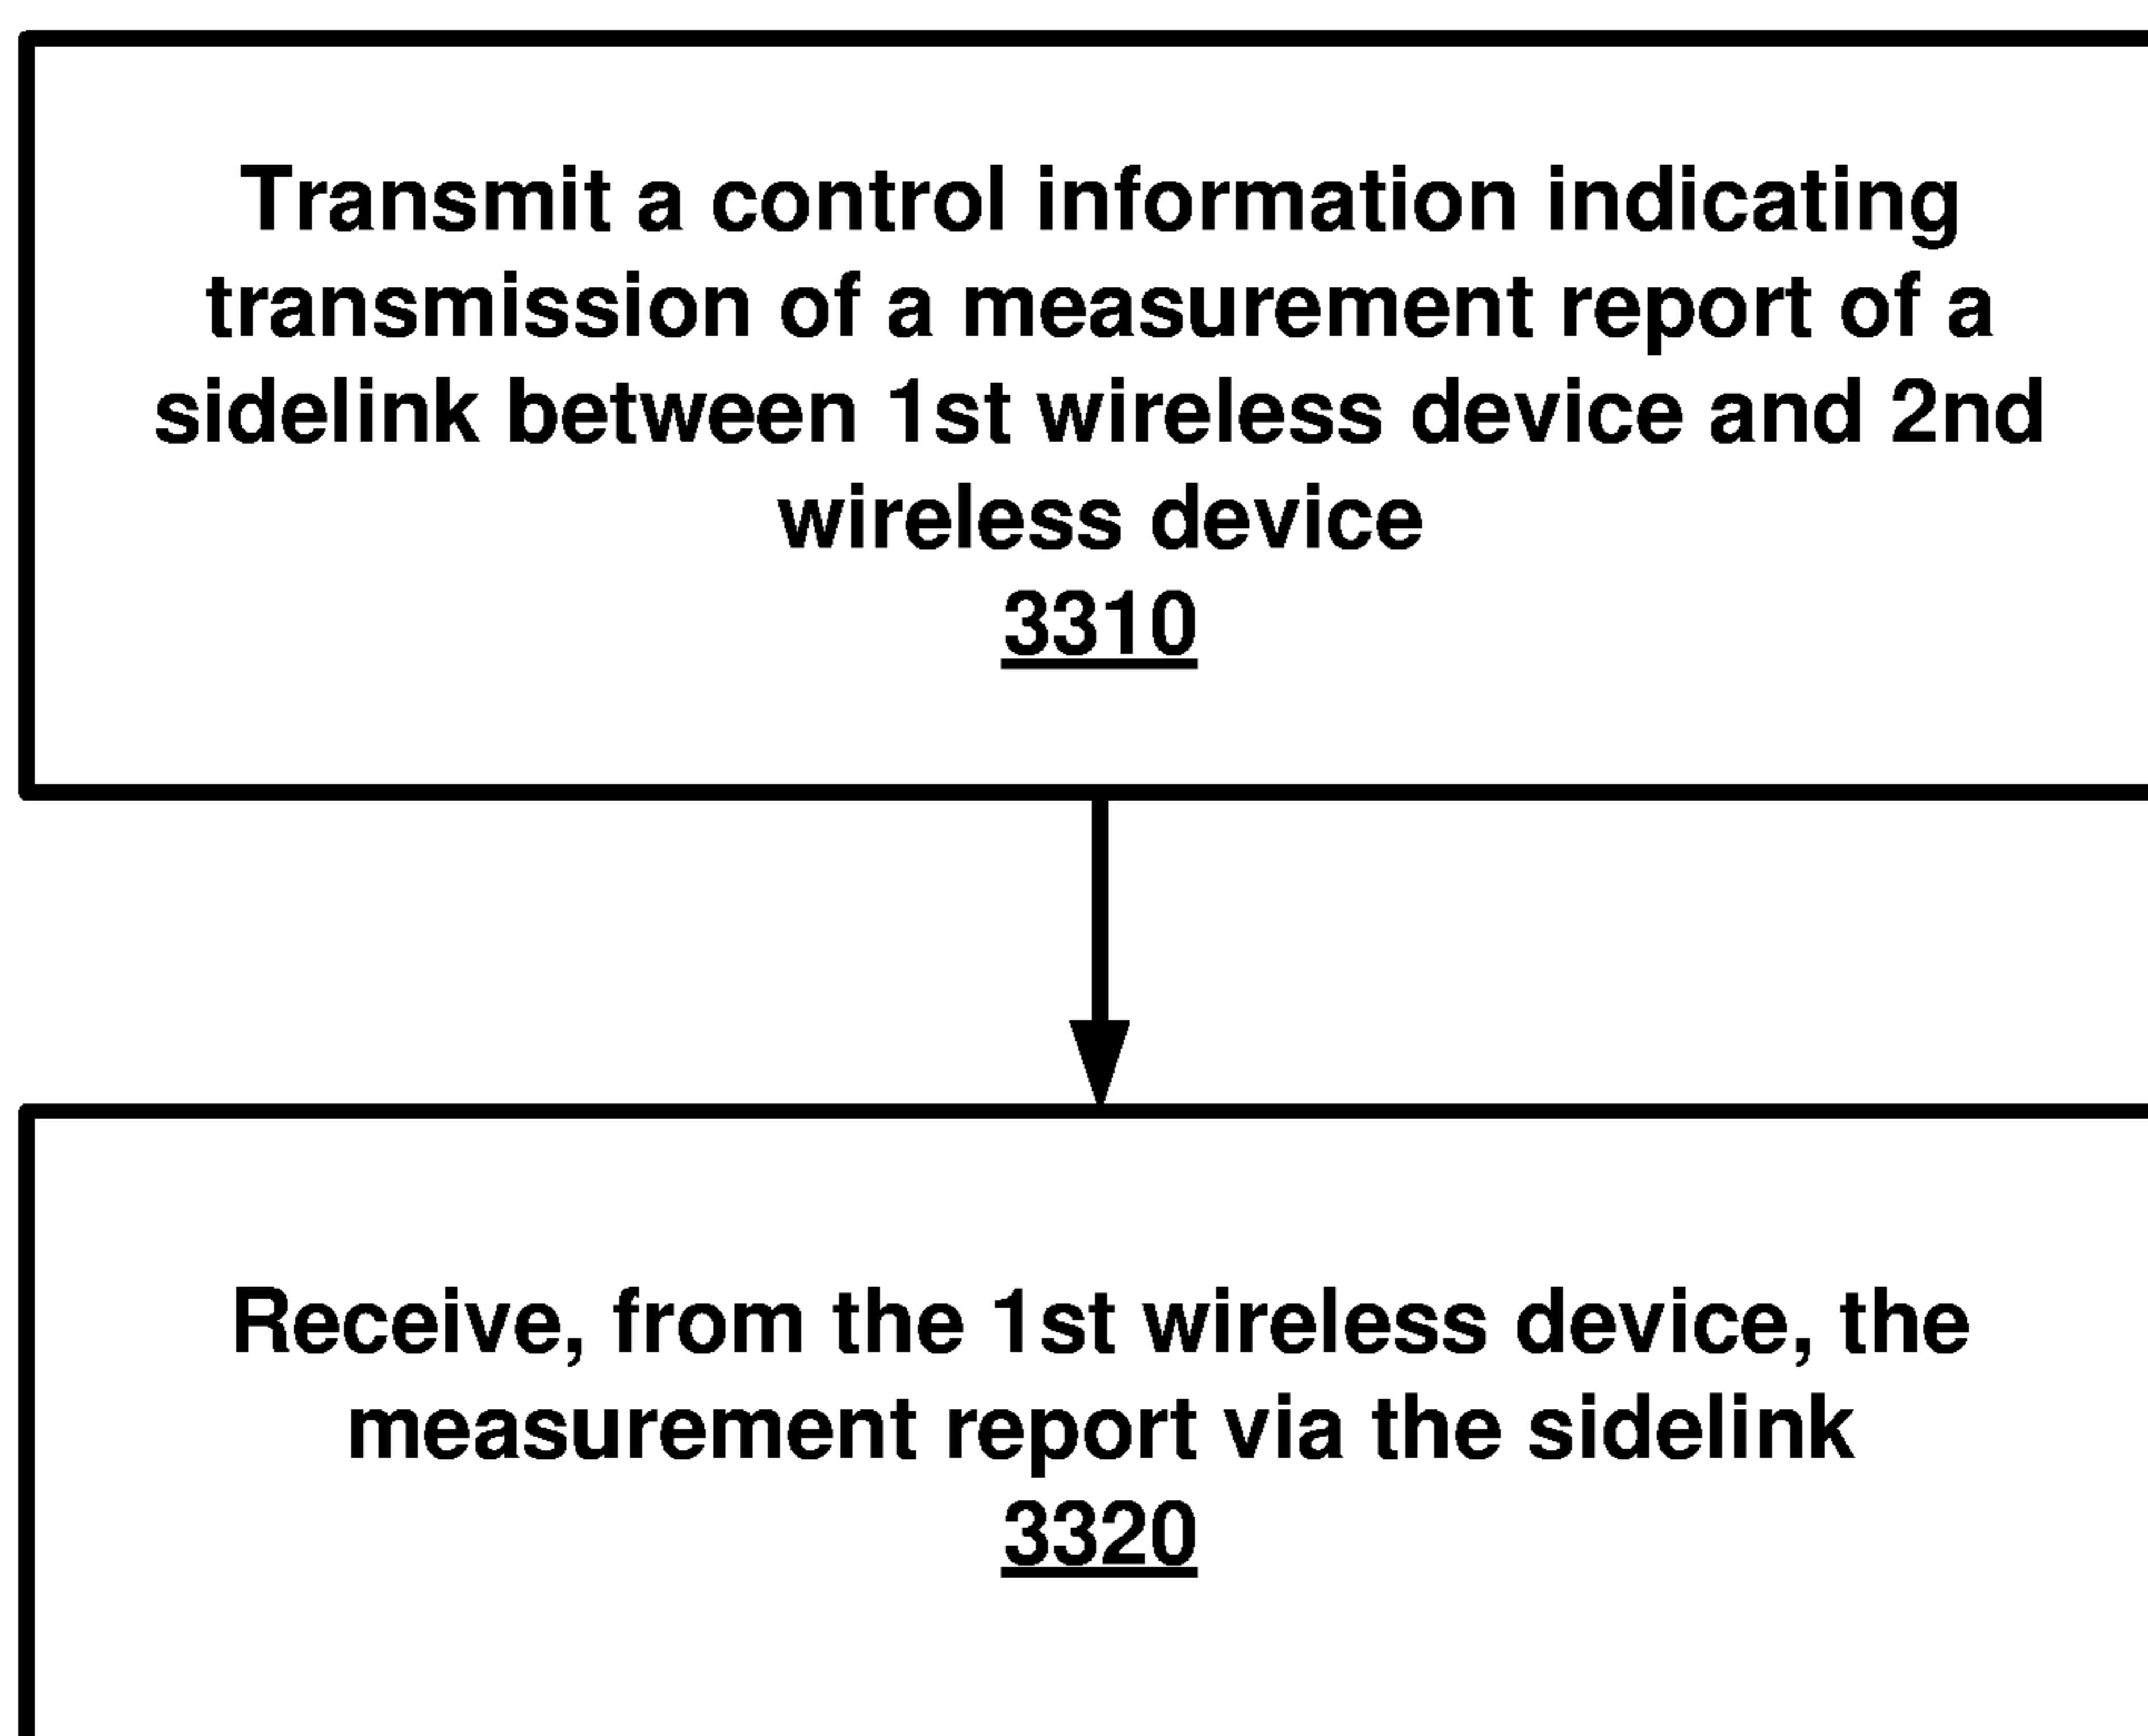 Transmit a control information indicating
transmission of a measurement report of a
sidelink between 1st wireless device and 2nd
wireless device
3310
Receive, from the 1st wireless device, the
measurement report via the sidelink
3320